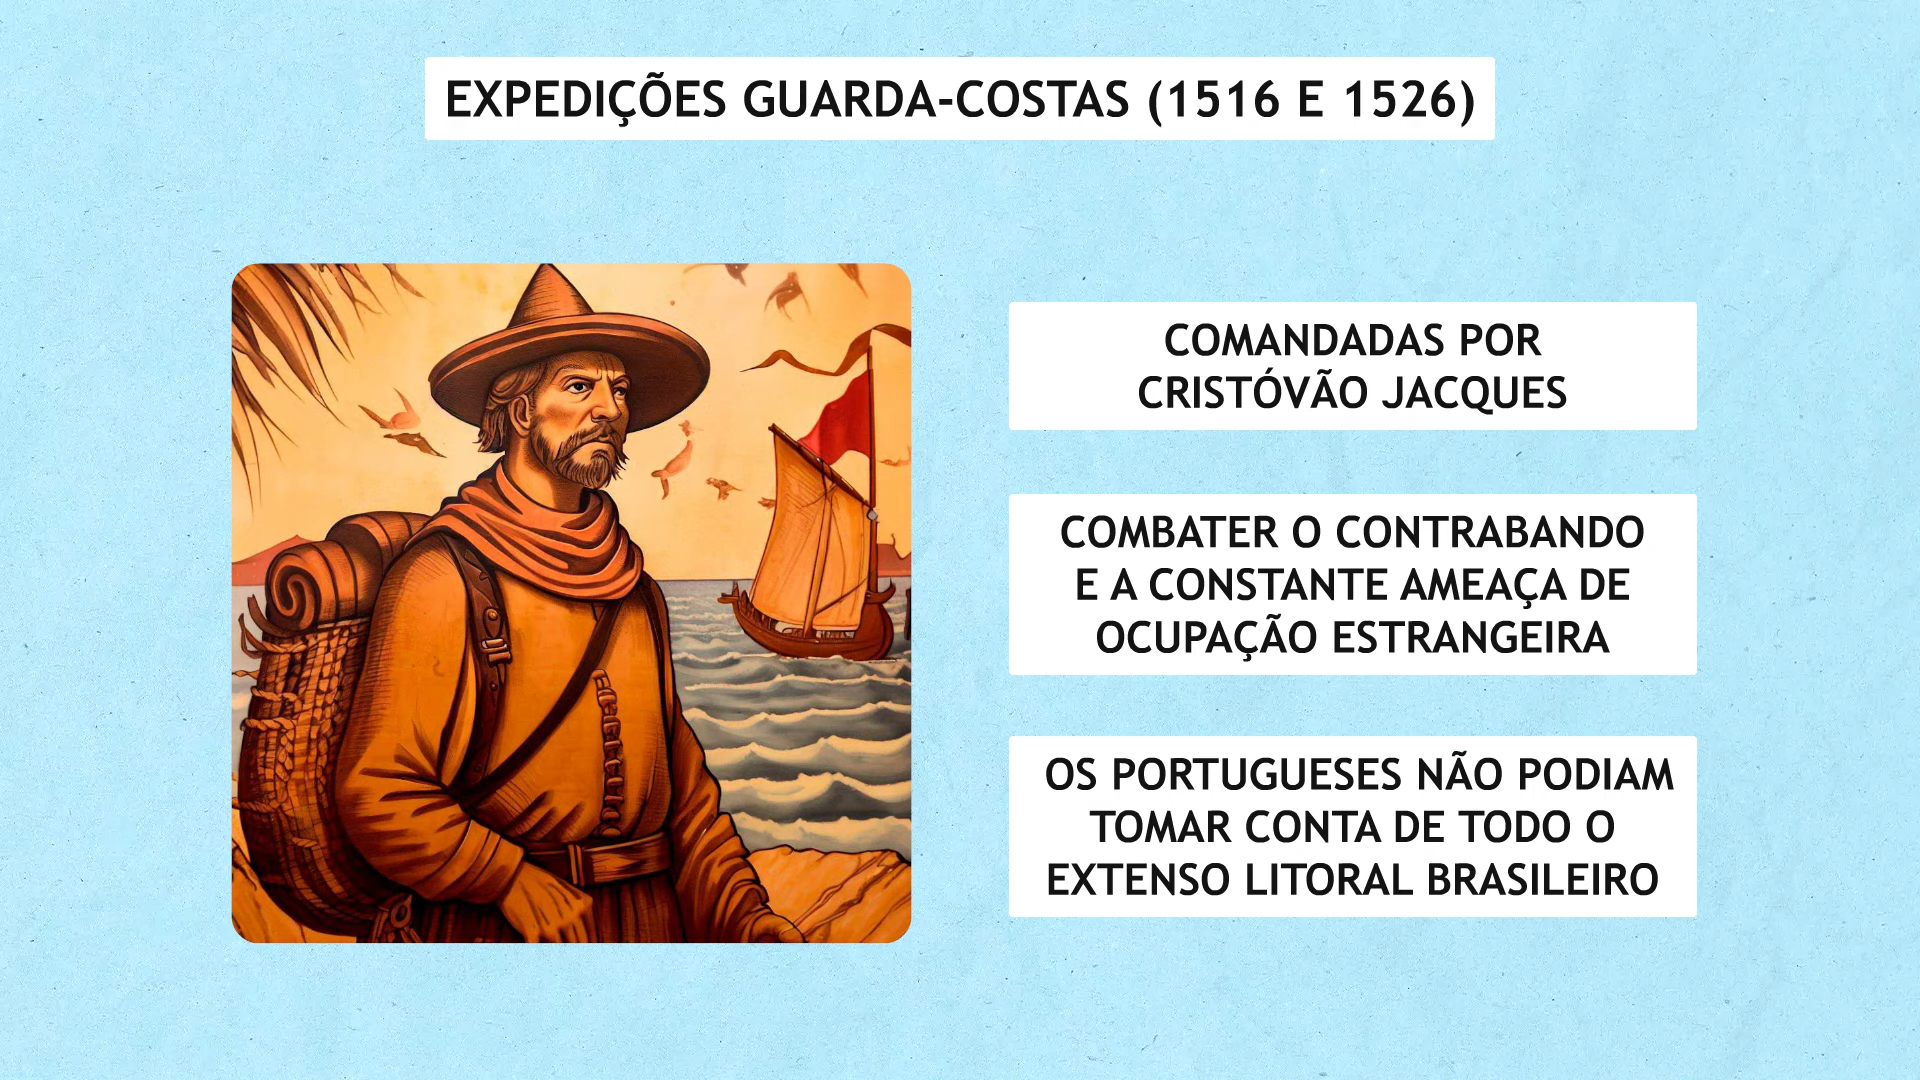 EXPEDIÇÕES GUARDA-COSTAS (1516 E 1526)
COMANDADAS POR
CRISTÓVÃO JACQUES
COMBATER O CONTRABANDO
E A CONSTANTE AMEAÇA DE
OCUPAÇÃO ESTRANGEIRA
OS PORTUGUESES NÃO PODIAM
TOMAR CONTA DE TODO O
EXTENSO LITORAL BRASILEIRO